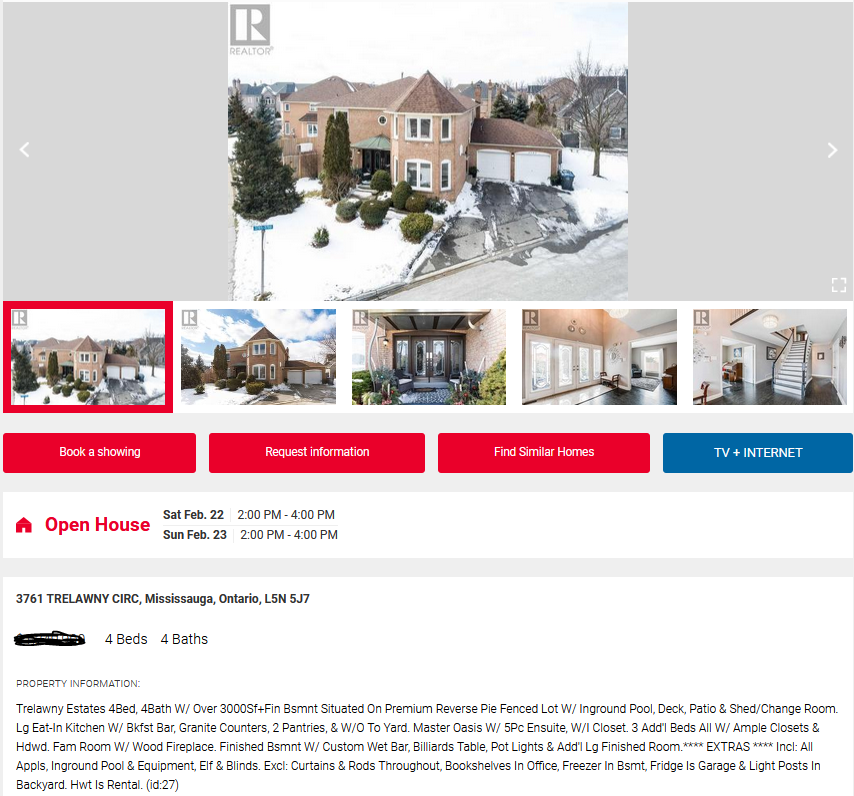 REALTOR®
Book a showing
Request information
Find Similar Homes
TV + INTERNET
Open House
Sat Feb. 22 2:00 PM - 4:00 PM
Sun Feb. 23 2:00 PM - 4:00 PM
3761 TRELAWNY CIRC, Mississauga, Ontario, L5N 5J7
4 Beds 4 Baths
PROPERTY INFORMATION:
Trelawny Estates 4Bed, 4Bath W/ Over 3000Sf+Fin Bsmnt Situated On Premium Reverse Pie Fenced Lot W/ Inground Pool, Deck, Patio & Shed/Change Room.
Lg Eat-In Kitchen W/ Bkfst Bar, Granite Counters, 2 Pantries, & W/O To Yard. Master Oasis W/ 5Pc Ensuite, W/I Closet. 3 Add'l Beds All W/ Ample Closets &
Hdwd. Fam Room W/ Wood Fireplace. Finished Bsmnt W/ Custom Wet Bar, Billiards Table, Pot Lights & Add'l Lg Finished Room.**** EXTRAS **** Incl: All
Appls, Inground Pool & Equipment, Elf & Blinds. Excl: Curtains & Rods Throughout, Bookshelves In Office, Freezer In Bsmt, Fridge Is Garage & Light Posts In
Backyard. Hwt Is Rental. (id:27)